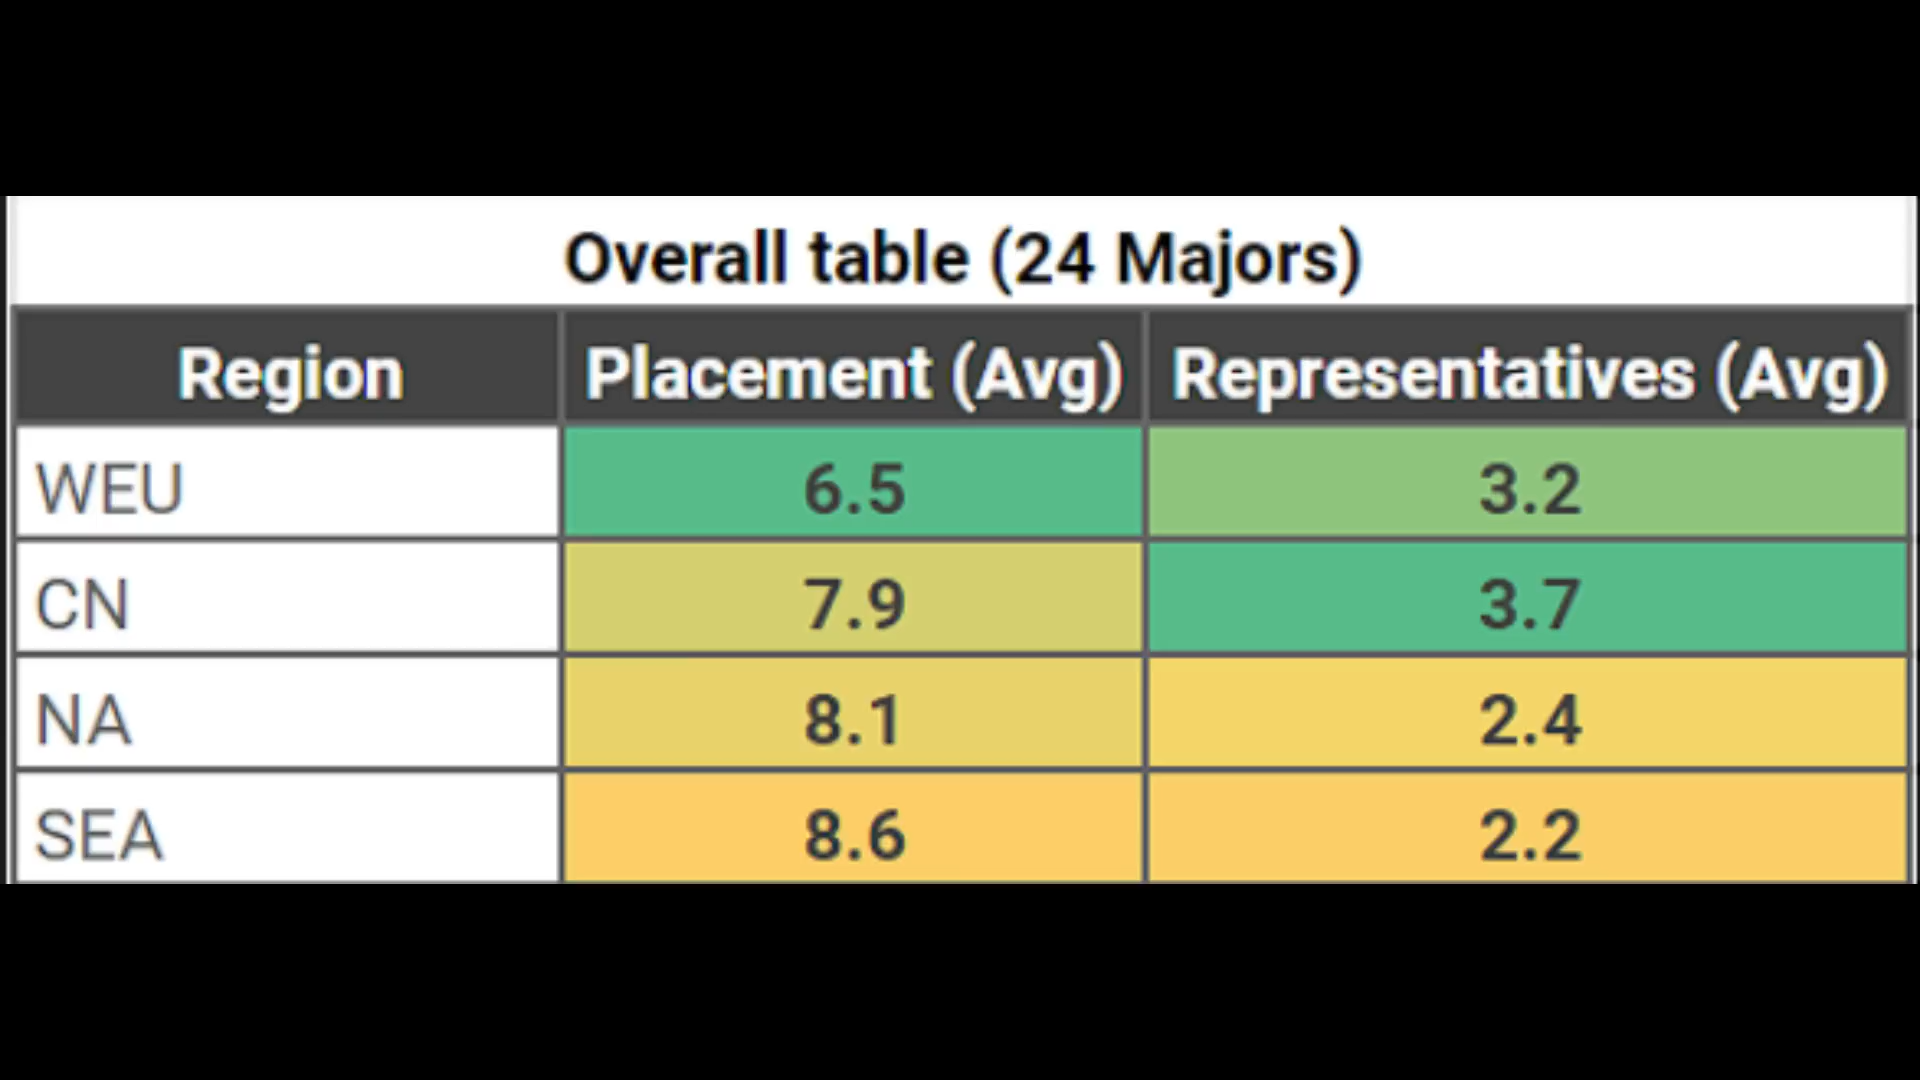 Overall table (24 Majors)
Region Placement (Avg) Representatives (Avg)
WEU 6.5 3.2
CN 7.9 3.7
NA 8.1 2.4
SEA 8.6 2.2